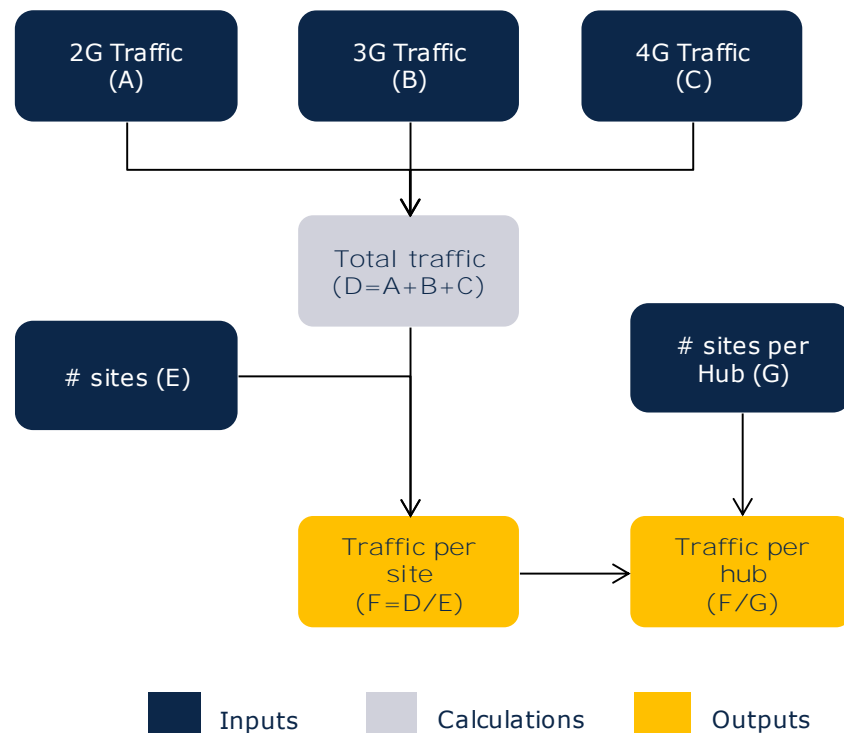 2G Traffic
(A)
3G Traffic
(B)
4G Traffic
(C)
Total traffic
(D=A+B+C)
# sites (E)
# sites per
Hub (G)
Traffic per
site
(F=D/E)
Traffic per
hub
(F/G)
Inputs
Calculations
Outputs